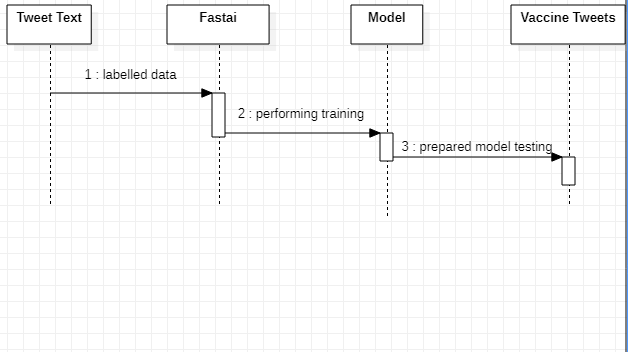 Tweet Text
Fastai
Model
Vaccine Tweets
1 : labelled data
2 : performing training
3 : prepared model testing